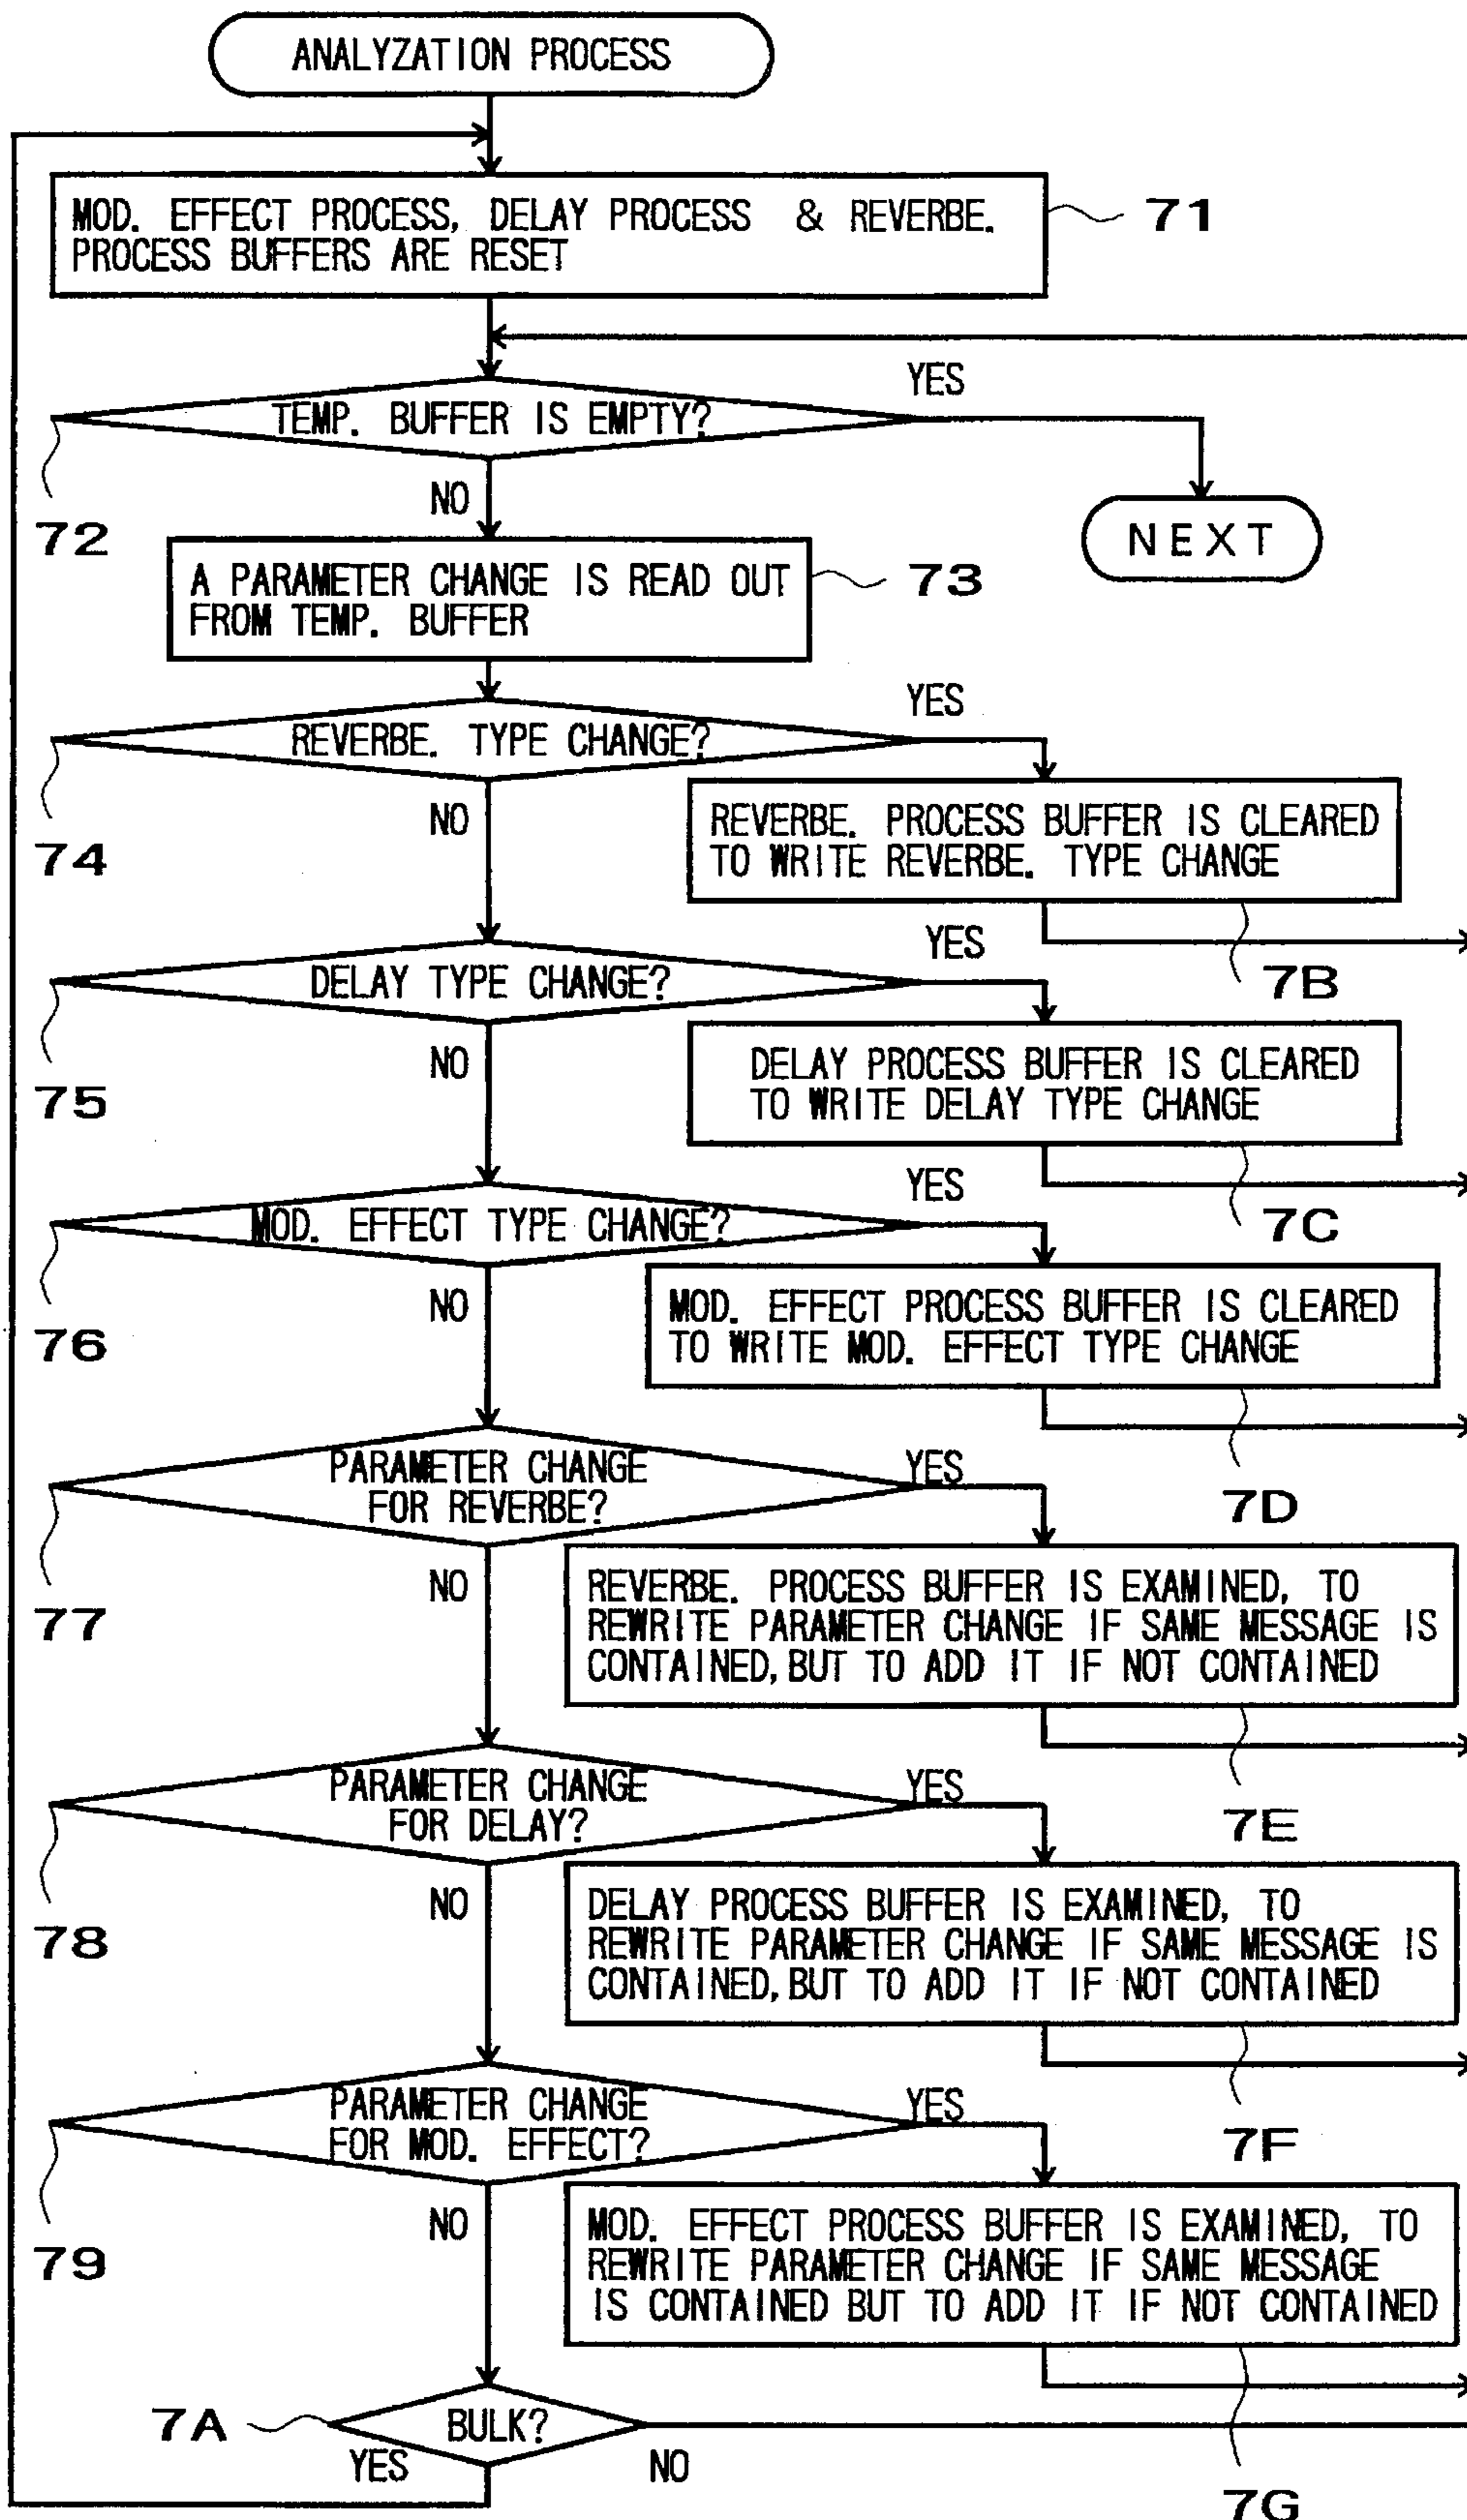 ANALYZATION PROCESS
MOD. EFFECT PROCESS, DELAY PROCESS & REVERBE.
PROCESS BUFFERS ARE RESET
71
YES
TEMP. BUFFER IS EMPTY?
72
NO
NEXT
A PARAMETER CHANGE IS READ OUT
FROM TEMP. BUFFER
73
YES
REVERBE. TYPE CHANGE?
74
NO
REVERBE. PROCESS BUFFER IS CLEARED
TO WRITE REVERBE. TYPE CHANGE
7B
YES
DELAY TYPE CHANGE?
75
NO
DELAY PROCESS BUFFER IS CLEARED
TO WRITE DELAY TYPE CHANGE
7C
YES
MOD. EFFECT TYPE CHANGE?
76
NO
MOD. EFFECT PROCESS BUFFER IS CLEARED
TO WRITE MOD. EFFECT TYPE CHANGE
7D
YES
PARAMETER CHANGE
FOR REVERBE?
77
NO
REVERBE. PROCESS BUFFER IS EXAMINED, TO
REWRITE PARAMETER CHANGE IF SAME MESSAGE IS
CONTAINED, BUT TO ADD IT IF NOT CONTAINED
7E
YES
PARAMETER CHANGE
FOR DELAY?
78
NO
DELAY PROCESS BUFFER IS EXAMINED, TO
REWRITE PARAMETER CHANGE IF SAME MESSAGE IS
CONTAINED, BUT TO ADD IT IF NOT CONTAINED
7F
YES
PARAMETER CHANGE
FOR MOD. EFFECT?
79
NO
MOD. EFFECT PROCESS BUFFER IS EXAMINED, TO
REWRITE PARAMETER CHANGE IF SAME MESSAGE
IS CONTAINED BUT TO ADD IT IF NOT CONTAINED
7G
7A
BULK?
YES
NO